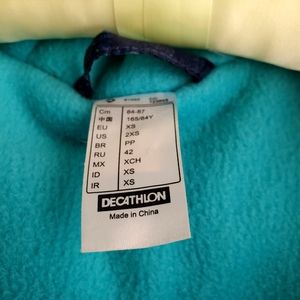 Cm 84-87
中国 165/84Y
EU XS
US 2XS
BR PP
RU 42
MX XCH
ID XS
IR XS
DECATHLON
Made in China